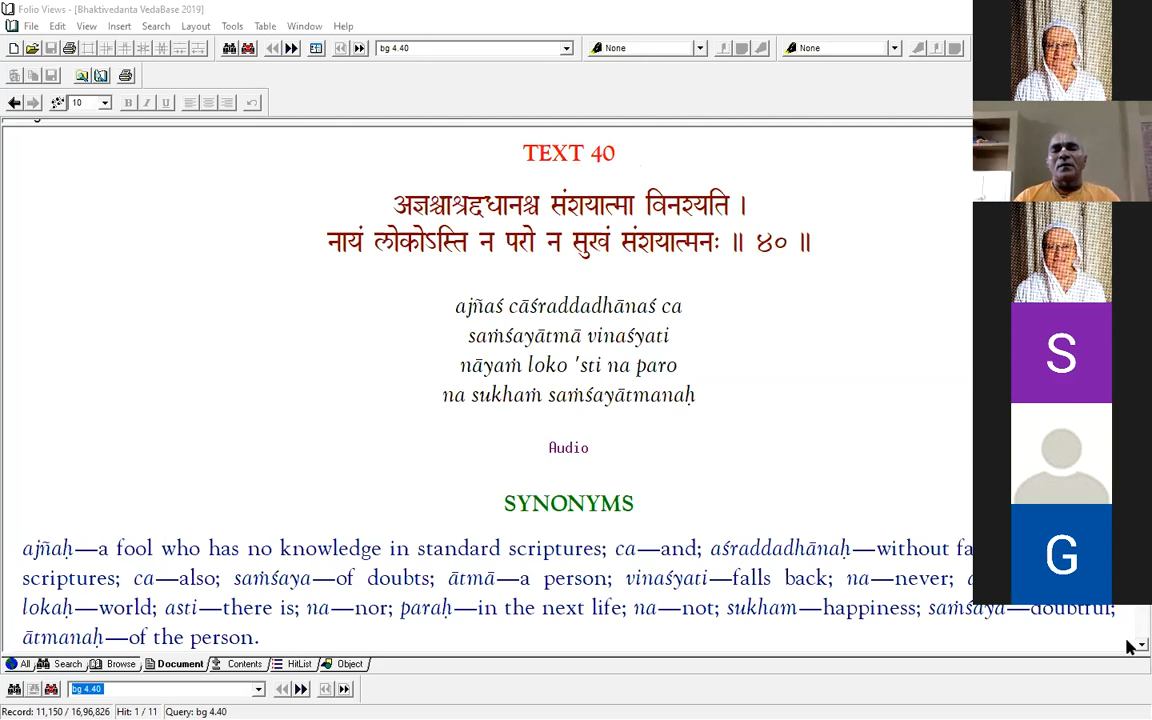 Folio Views - [Bhaktivedanta VedaBase 2019]
File Edit View Insert Search Layout Tools Table Window Help
bg 4.40 None None
10 B I U
TEXT 40
अज्ञश्चाश्रद्दधानश्च संशयात्मा विनश्यति ।
नायं लोकोऽस्ति न परो न सुखं संशयात्मनः ॥ ४० ॥
ajñaś cāśraddadhānaś ca
saṁśayātmā vinaśyati
nāyaṁ loko 'sti na paro
na sukhaṁ saṁśayātmanaḥ
Audio
SYNONYMS
ajñaḥ—a fool who has no knowledge in standard scriptures; ca—and; aśraddadhānaḥ—without
scriptures; ca—also; saṁśaya—of doubts; ātmā—a person; vinaśyati—falls back; na—never;
lokaḥ—world; asti—there is; na—nor; paraḥ—in the next life; na—not; sukham—happiness; saṁśaya—doubtful;
ātmanaḥ—of the person.
All Search Browse Document Contents HitList Object
bg 4.40
Record: 11,150 / 16,96,826 Hit: 1 / 11 Query: bg 4.40
S
G